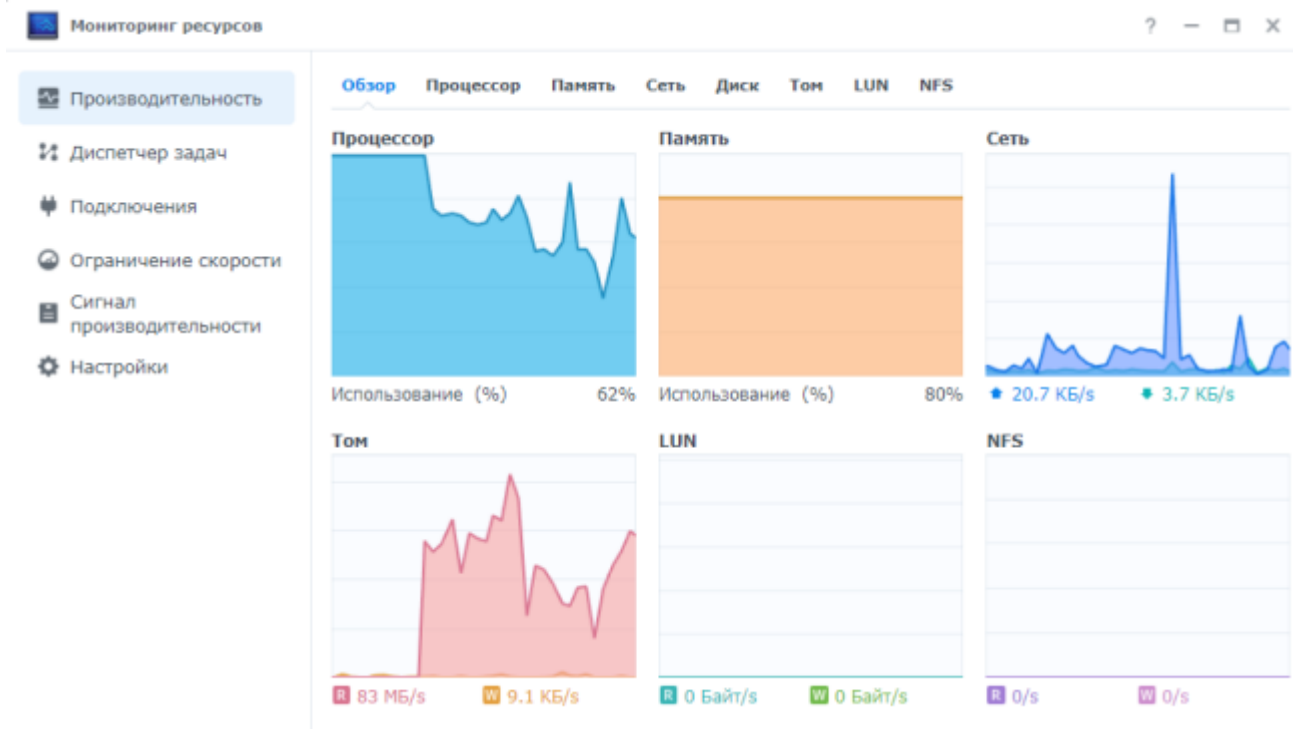 Мониторинг ресурсов
?
Производительность
Диспетчер задач
Подключения
Ограничение скорости
Сигнал
производительности
Настройки
Обзор Процессор Память Сеть Диск Том LUN NFS
Процессор
Использование (%) 62%
Память
Использование (%) 80%
Сеть
20.7 КБ/s 3.7 КБ/s
Том
R 83 МБ/s W 9.1 КБ/s
LUN
R 0 Байт/s W 0 Байт/s
NFS
R 0/s W 0/s